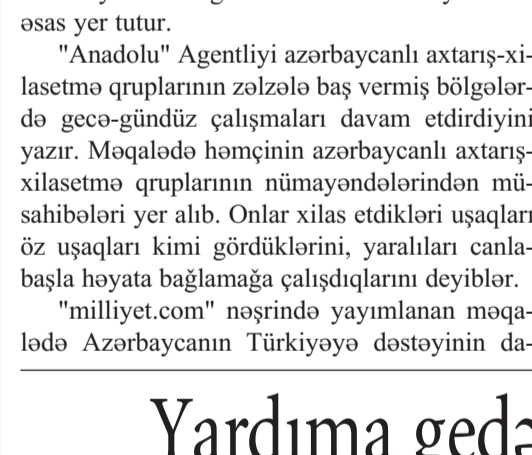 əsas yer tutur.
"Anadolu" Agentliyi azərbaycanlı axtarış-xi-
lasetmə qruplarının zəlzələ baş vermiş bölgələr-
də gecə-gündüz çalışmaları davam etdirdiyini
yazır. Məqalədə həmçinin azərbaycanlı axtarış-
xilasetmə qruplarının nümayəndələrindən mü-
sahibələri yer alıb. Onlar xilas etdikləri uşaqları
öz uşaqları kimi gördüklərini, yaralıları canla-
başla həyata bağlamağa çalışdıqlarını deyiblər.
"milliyet.com" nəşrində yayımlanan məqa-
lədə Azərbaycanın Türkiyəyə dəstəyinin da-
Yardıma gedə